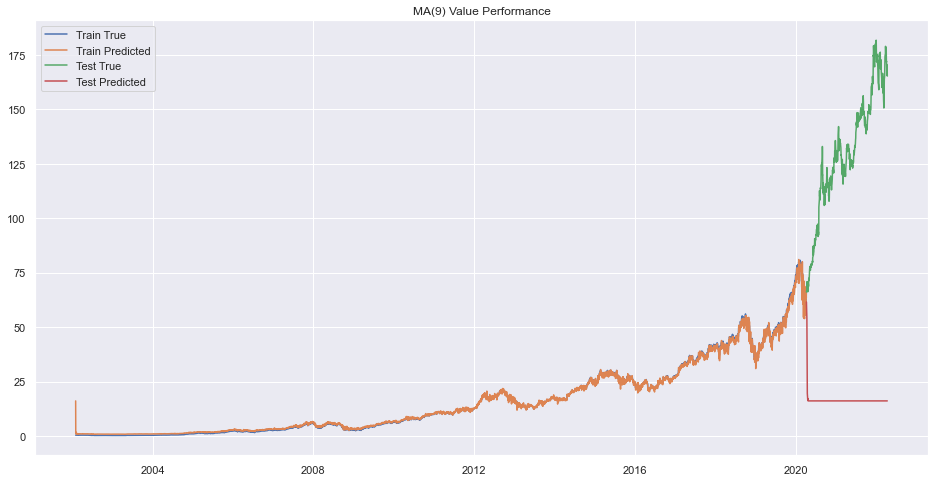 MA(9) Value Performance
Train True
Train Predicted
Test True
Test Predicted
175
150
125
100
75
50
25
0
2004 2008 2012 2016 2020